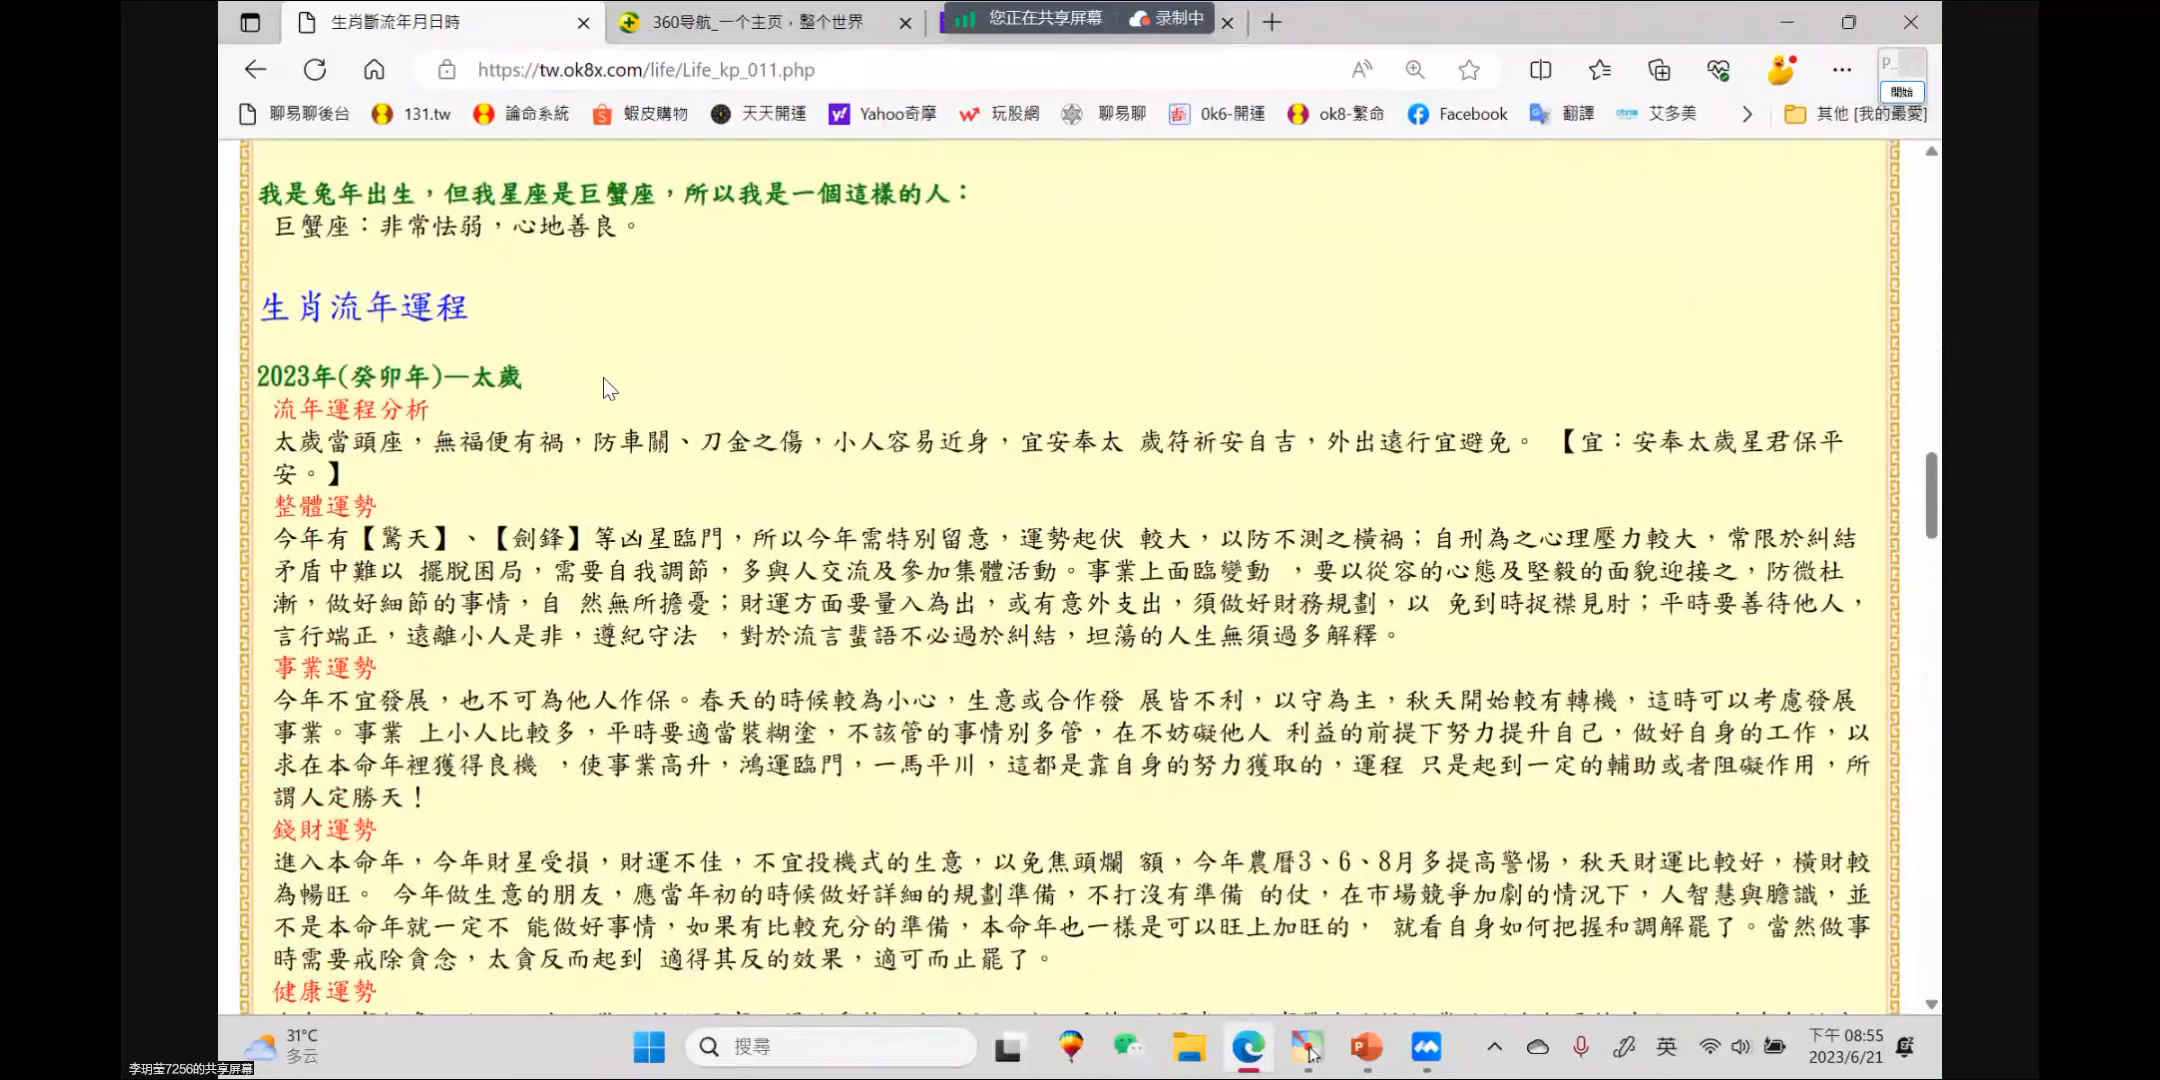 生肖斷流年月日時
360导航_一个主页，整个世界
您正在共享屏幕
录制中
https://tw.ok8x.com/life/Life_kp_011.php
P..
開始
聊易聊後台
131.tw
論命系統
蝦皮購物
天天開運
Yahoo奇摩
玩股網
聊易聊
0k6-開運
ok8-繁命
Facebook
翻譯
艾多美
其他 [我的最愛]
我是兔年出生，但我星座是巨蟹座，所以我是一個這樣的人：
巨蟹座：非常怯弱，心地善良。
生肖流年運程
2023年(癸卯年)—太歲
流年運程分析
太歲當頭座，無福便有禍，防車關、刀金之傷，小人容易近身，宜安奉太 歲符祈安自吉，外出遠行宜避免。 【宜：安奉太歲星君保平
安。】
整體運勢
今年有【驚天】、【劍鋒】等凶星臨門，所以今年需特別留意，運勢起伏 較大，以防不測之橫禍；自刑為之心理壓力較大，常限於糾結
矛盾中難以 擺脫困局，需要自我調節，多與人交流及參加集體活動。事業上面臨變動 ，要以從容的心態及堅毅的面貌迎接之，防微杜
漸，做好細節的事情，自 然無所擔憂；財運方面要量入為出，或有意外支出，須做好財務規劃，以 免到時捉襟見肘；平時要善待他人，
言行端正，遠離小人是非，遵紀守法 ，對於流言蜚語不必過於糾結，坦蕩的人生無須過多解釋。
事業運勢
今年不宜發展，也不可為他人作保。春天的時候較為小心，生意或合作發 展皆不利，以守為主，秋天開始較有轉機，這時可以考慮發展
事業。事業 上小人比較多，平時要適當裝糊塗，不該管的事情別多管，在不妨礙他人 利益的前提下努力提升自己，做好自身的工作，以
求在本命年裡獲得良機 ，使事業高升，鴻運臨門，一馬平川，這都是靠自身的努力獲取的，運程 只是起到一定的輔助或者阻礙作用，所
謂人定勝天！
錢財運勢
進入本命年，今年財星受損，財運不佳，不宜投機式的生意，以免焦頭爛 額，今年農曆3、6、8月多提高警惕，秋天財運比較好，橫財較
為暢旺。 今年做生意的朋友，應當年初的時候做好詳細的規劃準備，不打沒有準備 的仗，在市場競爭加劇的情況下，人智慧與膽識，並
不是本命年就一定不 能做好事情，如果有比較充分的準備，本命年也一樣是可以旺上加旺的， 就看自身如何把握和調解罷了。當然做事
時需要戒除貪念，太貪反而起到 適得其反的效果，適可而止罷了。
健康運勢
31°C
多云
搜尋
英
下午 08:55
2023/6/21
李玥莹7256的共享屏幕